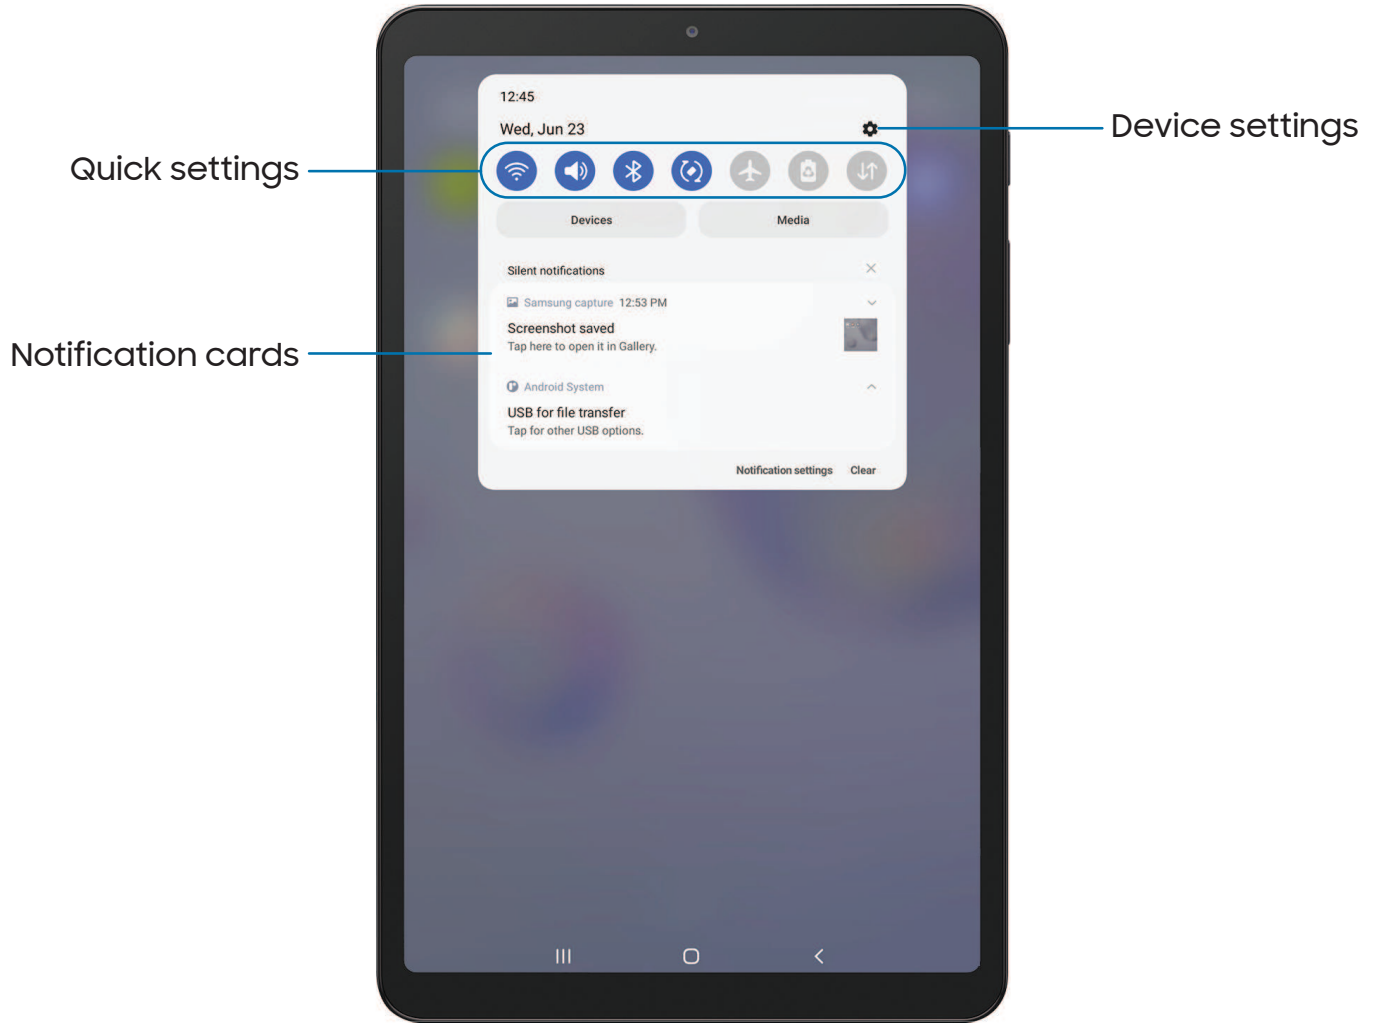 12:45
Wed, Jun 23
Device settings
Quick settings
Devices
Media
Silent notifications
Samsung capture 12:53 PM
Screenshot saved
Tap here to open it in Gallery.
Notification cards
Android System
USB for file transfer
Tap for other USB options.
Notification settings Clear